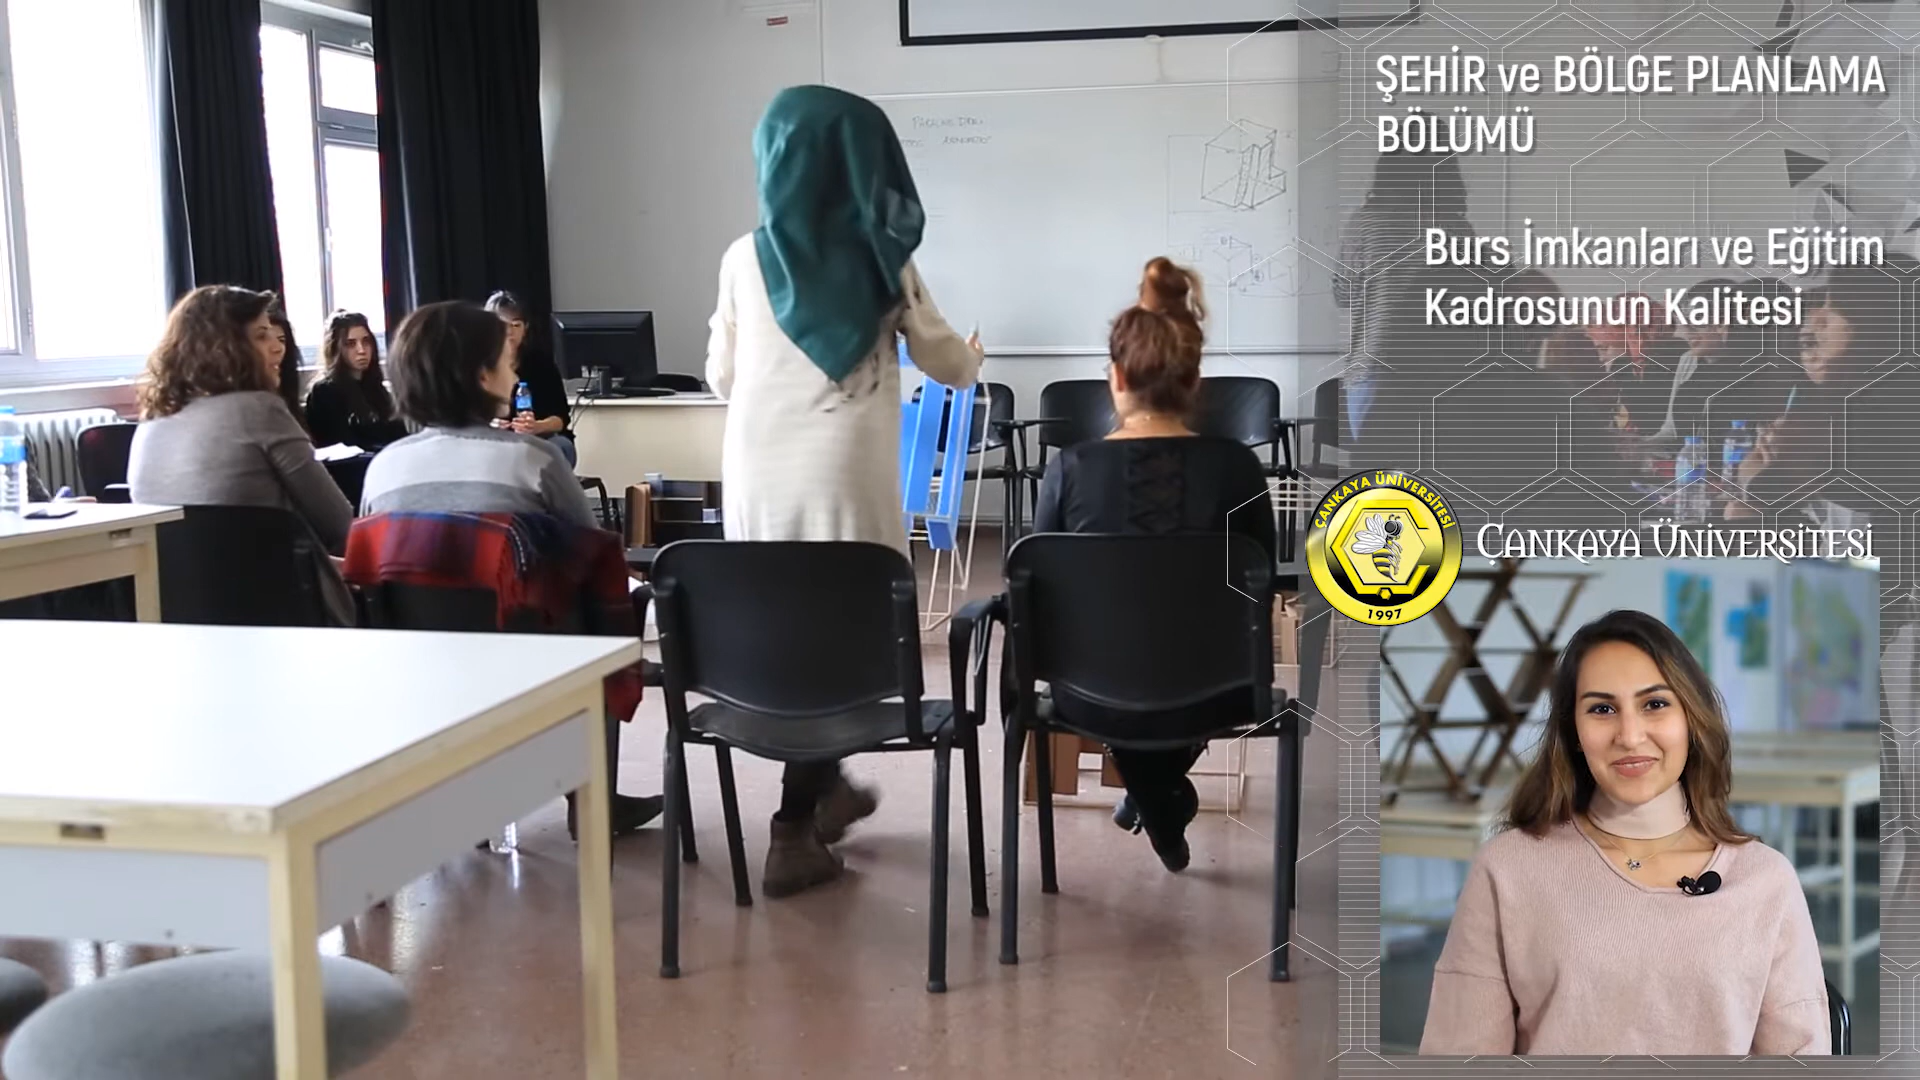 ŞEHİR ve BÖLGE PLANLAMA
BÖLÜMÜ
Burs İmkanları ve Eğitim
Kadrosunun Kalitesi
ÇANKAYA ÜNİVERSİTESİ
1997
ÇANKAYA ÜNİVERSİTESİ